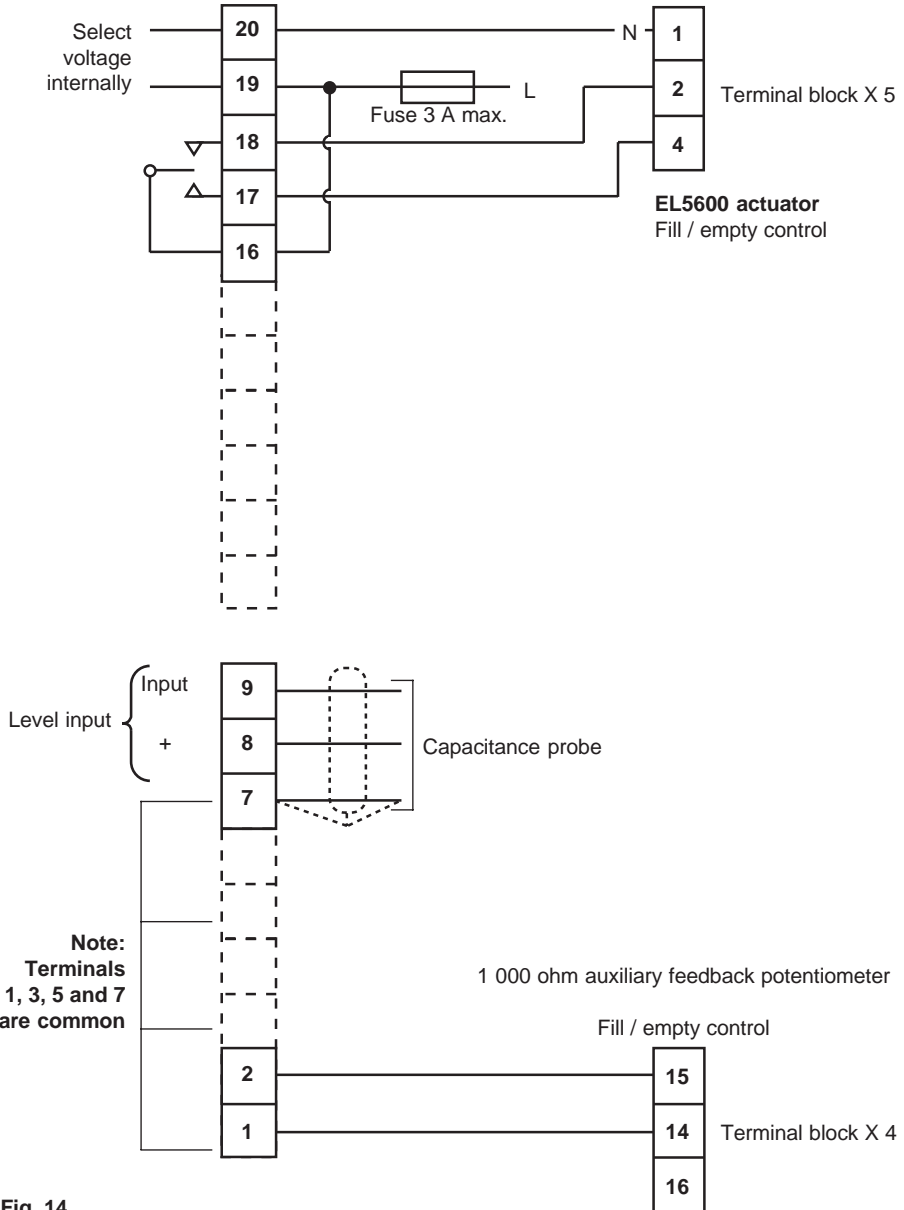 Select
voltage
internally
20
19
18
17
16
N
L
Fuse 3 A max.
1
2
4
Terminal block X 5
EL5600 actuator
Fill / empty control
Level input
Input
+
9
8
7
Capacitance probe
Note:
Terminals
1, 3, 5 and 7
are common
1 000 ohm auxiliary feedback potentiometer
Fill / empty control
2
1
15
14
16
Terminal block X 4
Fig. 14